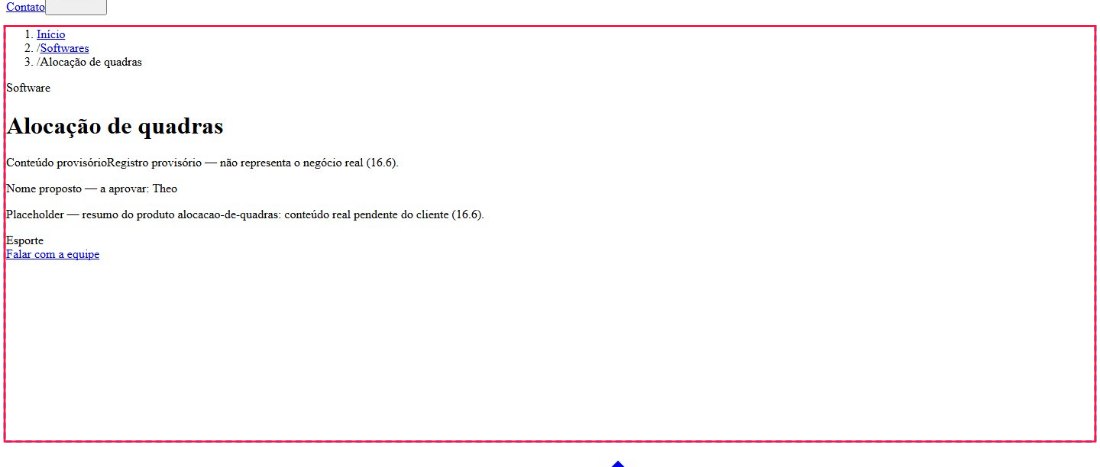 Contato
1. Início
2. /Softwares
3. /Alocação de quadras
Software
Alocação de quadras
Conteúdo provisórioRegistro provisório — não representa o negócio real (16.6).
Nome proposto — a aprovar: Theo
Placeholder — resumo do produto alocacao-de-quadras: conteúdo real pendente do cliente (16.6).
Esporte
Falar com a equipe